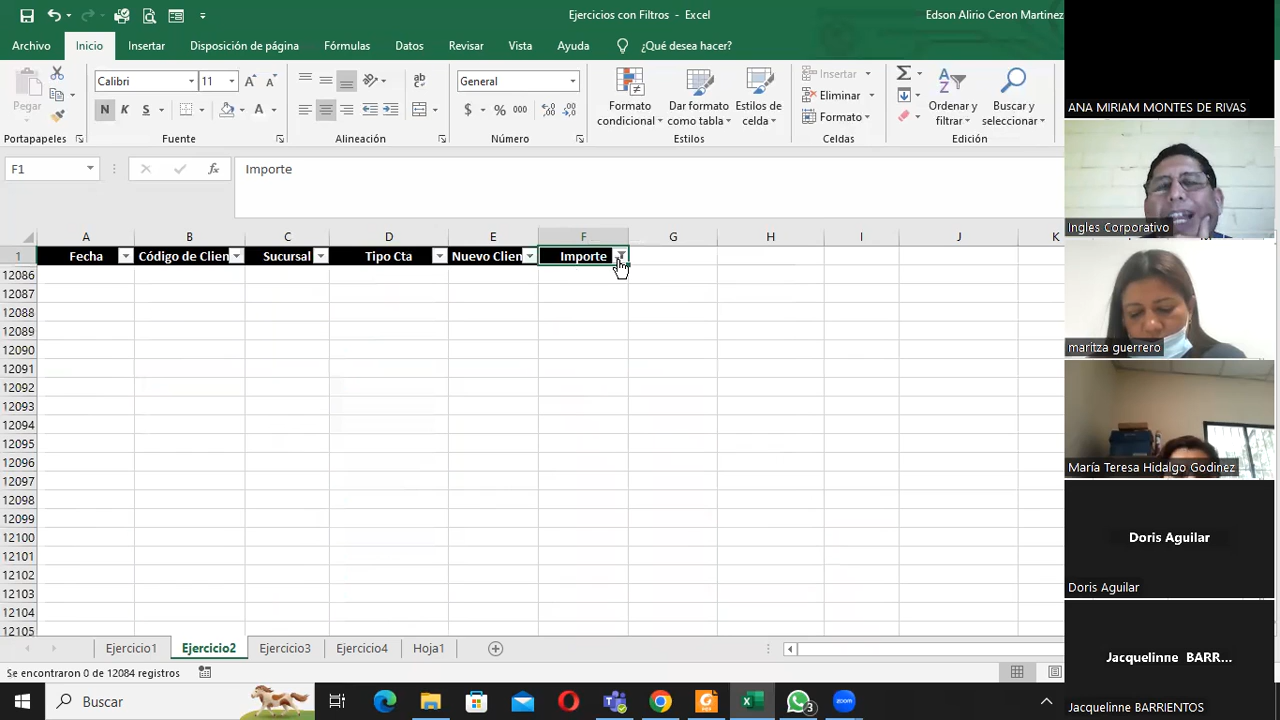 Ejercicios con Filtros - Excel
Edson Alirio Ceron Martinez
Archivo Inicio Insertar Disposición de página Fórmulas Datos Revisar Vista Ayuda ¿Qué desea hacer?
Pegar
Calibri 11
N K S
ab
General
$ % 000
Formato condicional
Dar formato como tabla
Estilos de celda
Insertar
Eliminar
Formato
Ordenar y filtrar
Buscar y seleccionar
Portapapeles Fuente Alineación Número Estilos Celdas Edición
F1 fx Importe
A B C D E F G H I J K
1 Fecha Código de Clien Sucursal Tipo Cta Nuevo Clien Importe
12086
12087
12088
12089
12090
12091
12092
12093
12094
12095
12096
12097
12098
12099
12100
12101
12102
12103
12104
12105
Ejercicio1 Ejercicio2 Ejercicio3 Ejercicio4 Hoja1
Se encontraron 0 de 12084 registros
Buscar
3
zoom
ANA MIRIAM MONTES DE RIVAS
Ingles Corporativo
maritza guerrero
María Teresa Hidalgo Godinez
Doris Aguilar
Doris Aguilar
Jacquelinne BARR...
Jacquelinne BARRIENTOS